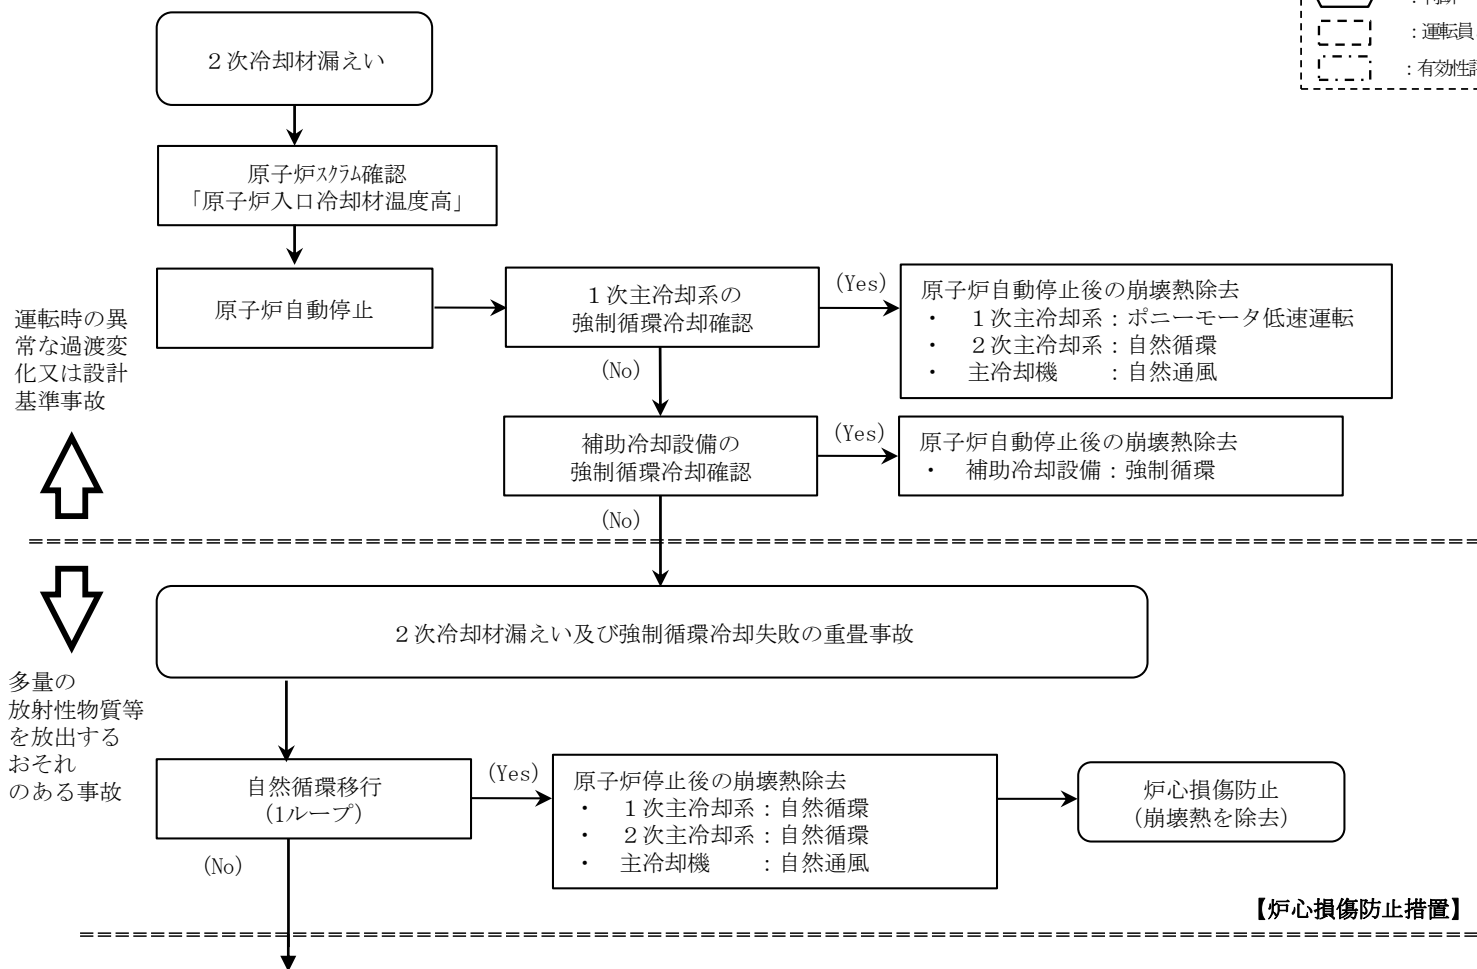 ：運転員
：有効性
２次冷却材漏えい
原子炉ｽｸﾗﾑ確認
「原子炉入口冷却材温度高」
原子炉自動停止
１次主冷却系の
強制循環冷却確認
(Yes)
原子炉自動停止後の崩壊熱除去
・ １次主冷却系：ポニーモータ低速運転
・ ２次主冷却系：自然循環
・ 主冷却機 ：自然通風
運転時の異
常な過渡変
化又は設計
基準事故
(No)
補助冷却設備の
強制循環冷却確認
(Yes)
原子炉自動停止後の崩壊熱除去
・ 補助冷却設備：強制循環
(No)
２次冷却材漏えい及び強制循環冷却失敗の重畳事故
多量の
放射性物質等
を放出する
おそれ
のある事故
自然循環移行
(1ループ)
(Yes)
原子炉停止後の崩壊熱除去
・ １次主冷却系：自然循環
・ ２次主冷却系：自然循環
・ 主冷却機 ：自然通風
炉心損傷防止
(崩壊熱を除去)
(No)
【炉心損傷防止措置】